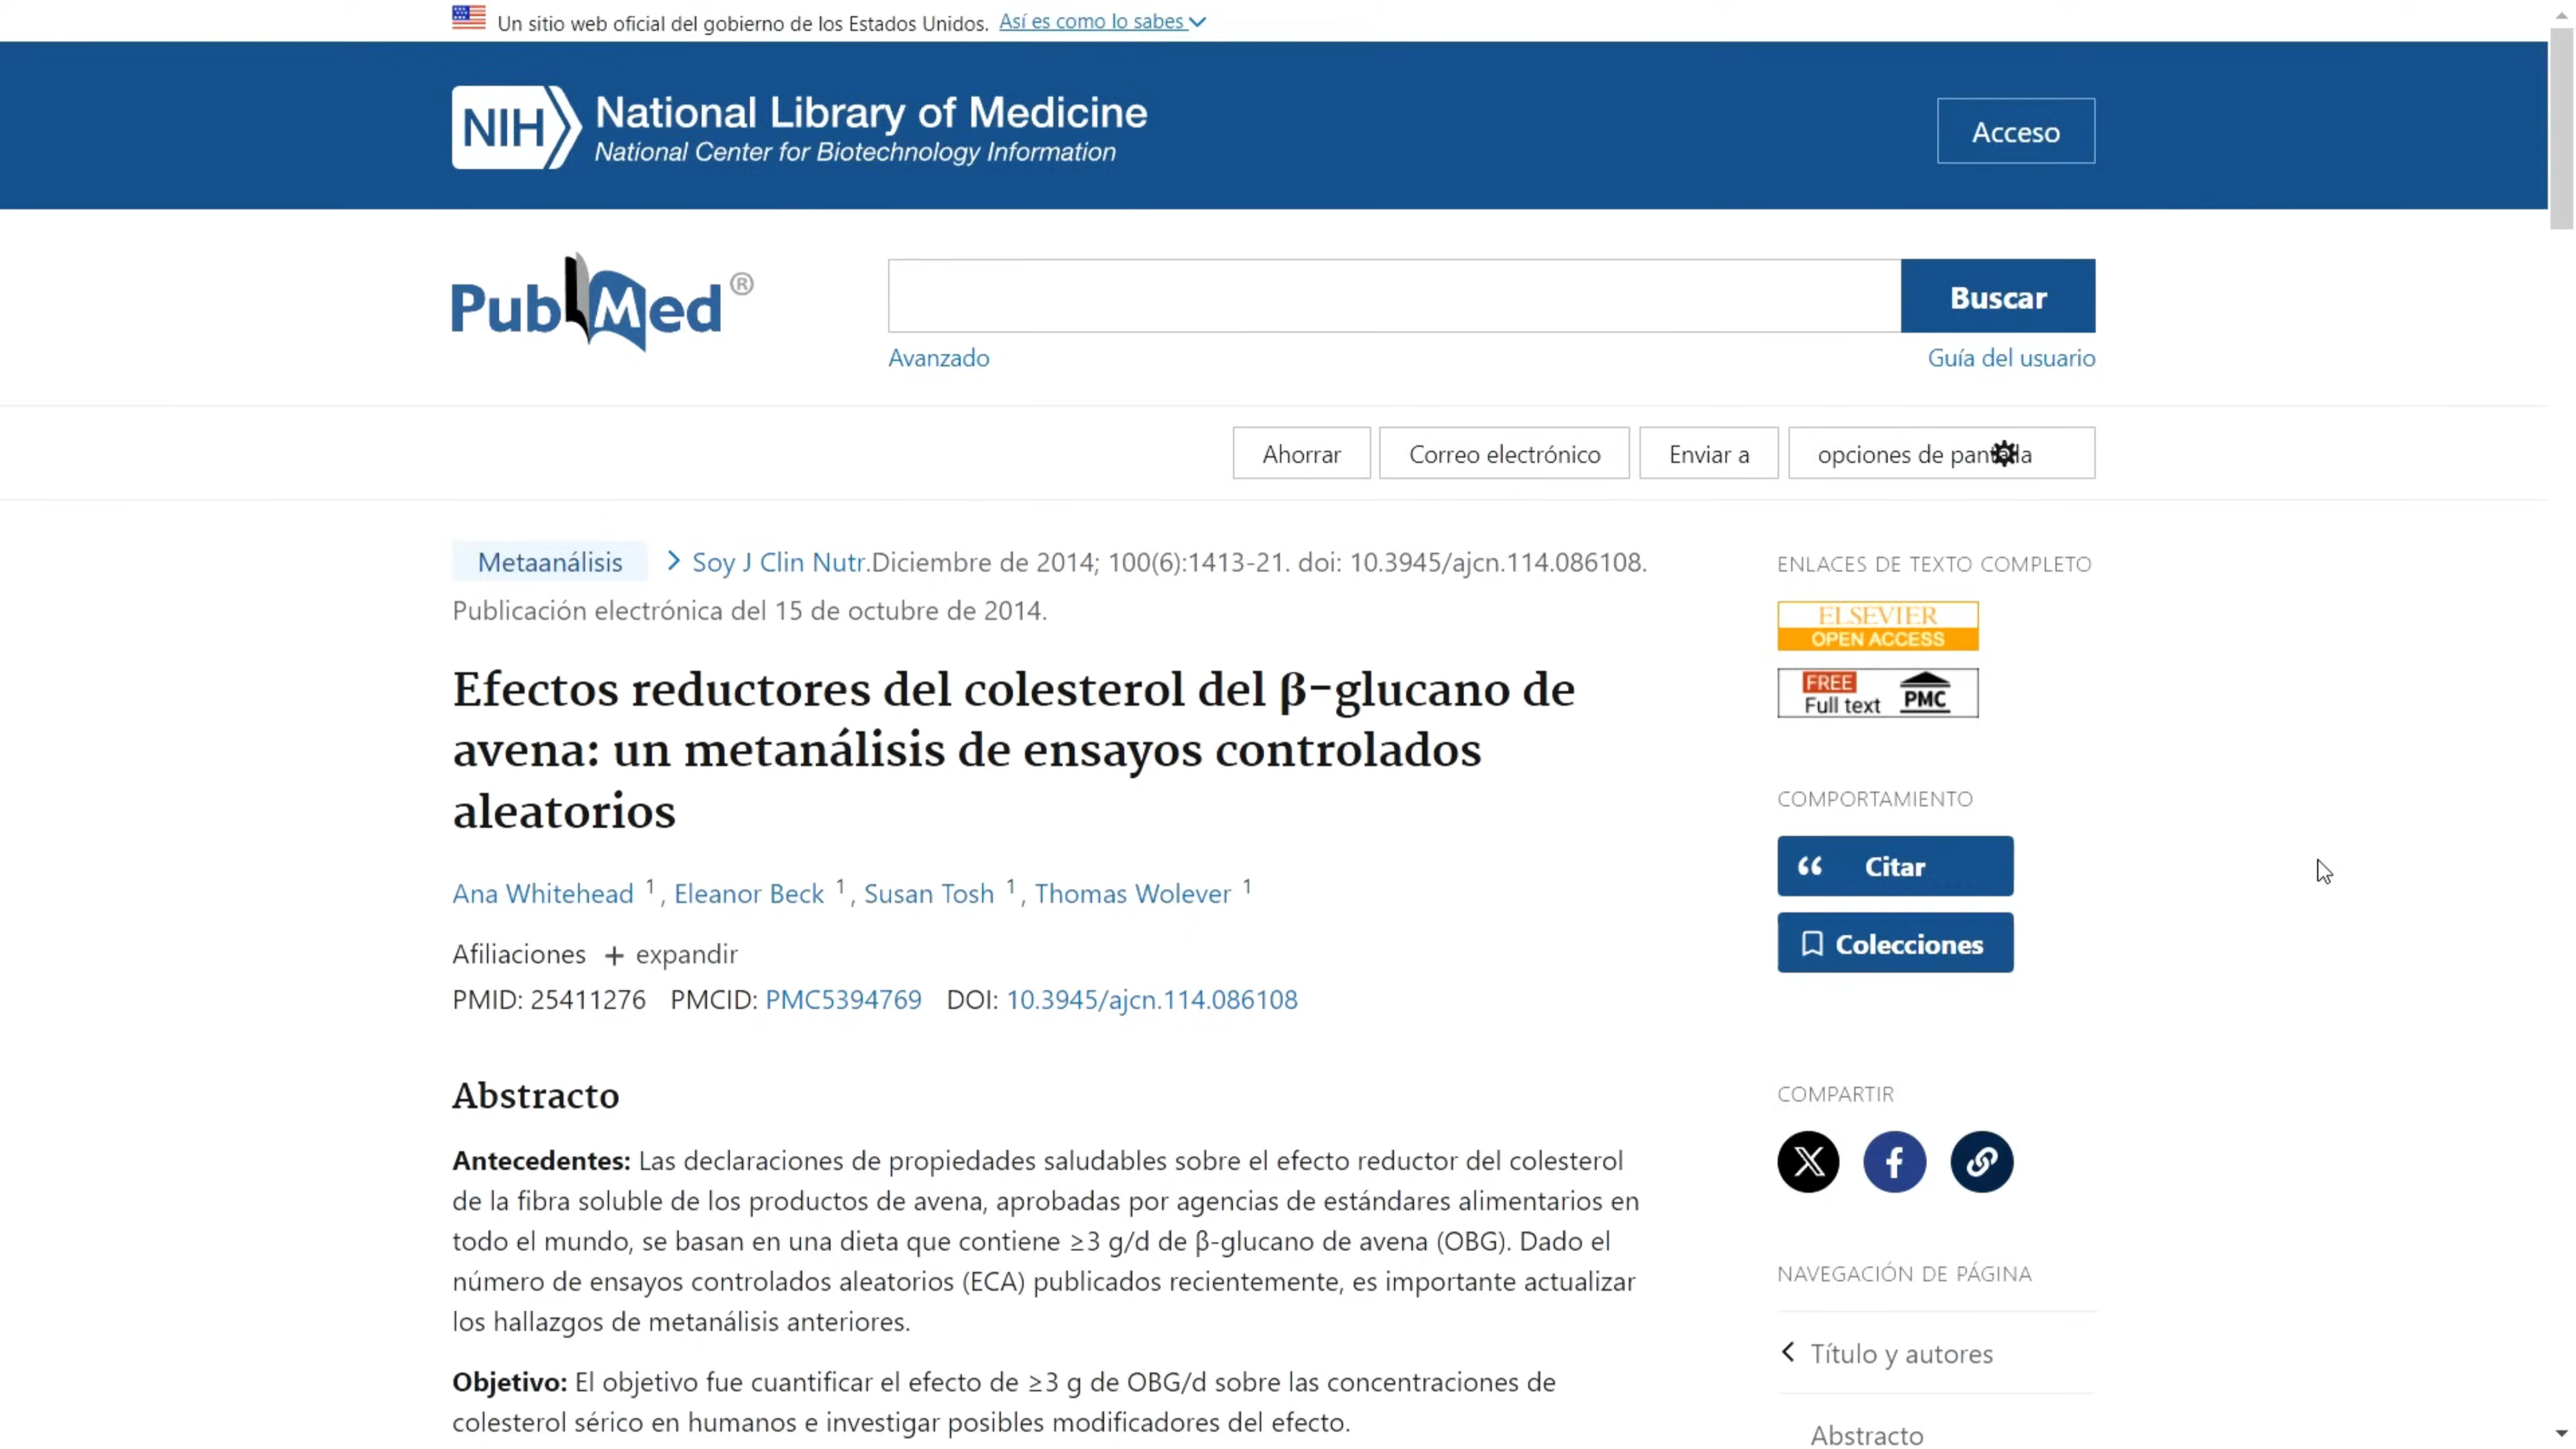 Un sitio web oficial del gobierno de los Estados Unidos. Así es como lo sabes
NIH National Library of Medicine
National Center for Biotechnology Information
Acceso
PubMed ®
Buscar
Avanzado
Guía del usuario
Ahorrar
Correo electrónico
Enviar a
opciones de pantalla
Metaanálisis
Soy J Clin Nutr.Diciembre de 2014; 100(6):1413-21. doi: 10.3945/ajcn.114.086108.
Publicación electrónica del 15 de octubre de 2014.
Efectos reductores del colesterol del β-glucano de
avena: un metanálisis de ensayos controlados
aleatorios
Ana Whitehead 1 , Eleanor Beck 1 , Susan Tosh 1 , Thomas Wolever 1
Afiliaciones + expandir
PMID: 25411276 PMCID: PMC5394769 DOI: 10.3945/ajcn.114.086108
Abstracto
Antecedentes: Las declaraciones de propiedades saludables sobre el efecto reductor del colesterol
de la fibra soluble de los productos de avena, aprobadas por agencias de estándares alimentarios en
todo el mundo, se basan en una dieta que contiene ≥3 g/d de β-glucano de avena (OBG). Dado el
número de ensayos controlados aleatorios (ECA) publicados recientemente, es importante actualizar
los hallazgos de metanálisis anteriores.
Objetivo: El objetivo fue cuantificar el efecto de ≥3 g de OBG/d sobre las concentraciones de
colesterol sérico en humanos e investigar posibles modificadores del efecto.
ENLACES DE TEXTO COMPLETO
ELSEVIER
OPEN ACCESS
FREE
Full text PMC
COMPORTAMIENTO
Citar
Colecciones
COMPARTIR
NAVEGACIÓN DE PÁGINA
Título y autores
Abstracto